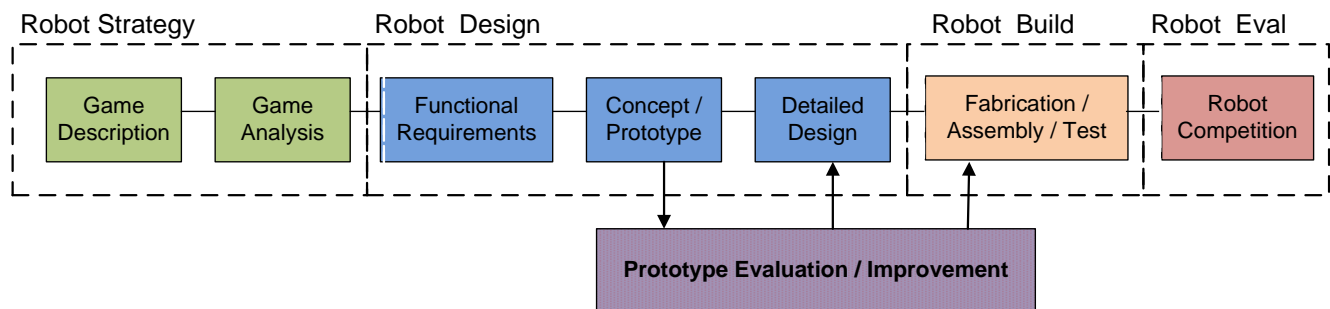 Robot Strategy
Robot Design
Robot Build
Robot Eval
Game
Description
Game
Analysis
Functional
Requirements
Concept /
Prototype
Detailed
Design
Fabrication /
Assembly / Test
Robot
Competition
Prototype Evaluation / Improvement